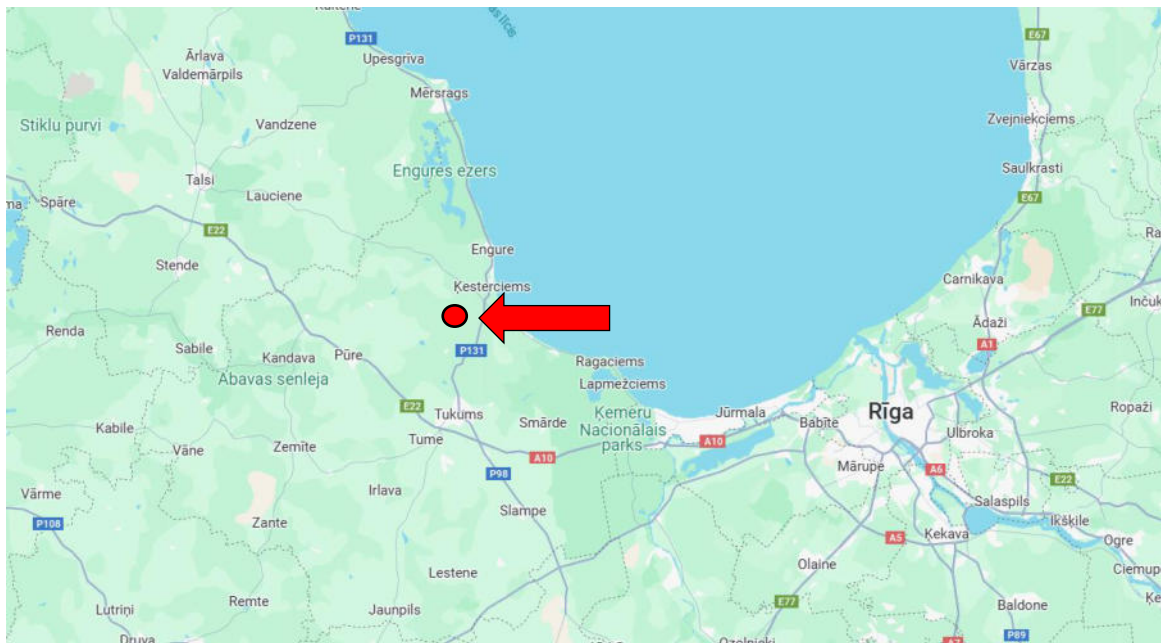 P131
Upesgrīva
Ārlava
Valdemārpils
Mērsrags
Stiklu purvi
Vandzene
Engures ezers
Talsi
Lauciene
Spāre
E22
Stende
Engure
Ķesterciems
Renda
Sabile
Kandava
Pūre
P131
Abavas senleja
Ragaciems
Lapmežciems
E22
Tukums
Smārde
Ķemeru
Nacionālais
parks
Jūrmala
Babīte
Rīga
Kabile
Vāne
Zemīte
Tume
A10
A10
P98
Mārupe
Ulbroka
Ropaži
A6
E22
Salaspils
Ikšķile
Ogre
Vārme
P108
Irlava
Slampe
Zante
A5
Ķekava
Olaine
Lestene
Lutriņi
Remte
Jaunpils
E77
Baldone
P89
A7
E67
Vārzas
Zvejniekciems
Saulkrasti
E67
Carnikava
E77
Ādaži
A1